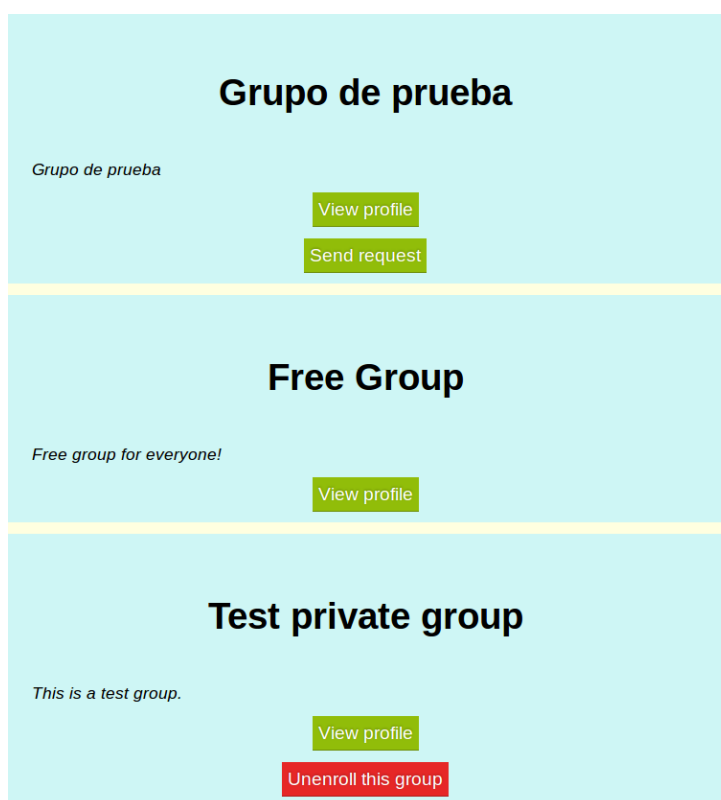 Grupo de prueba
Grupo de prueba
View profile
Send request
Free Group
Free group for everyone!
View profile
Test private group
This is a test group.
View profile
Unenroll this group